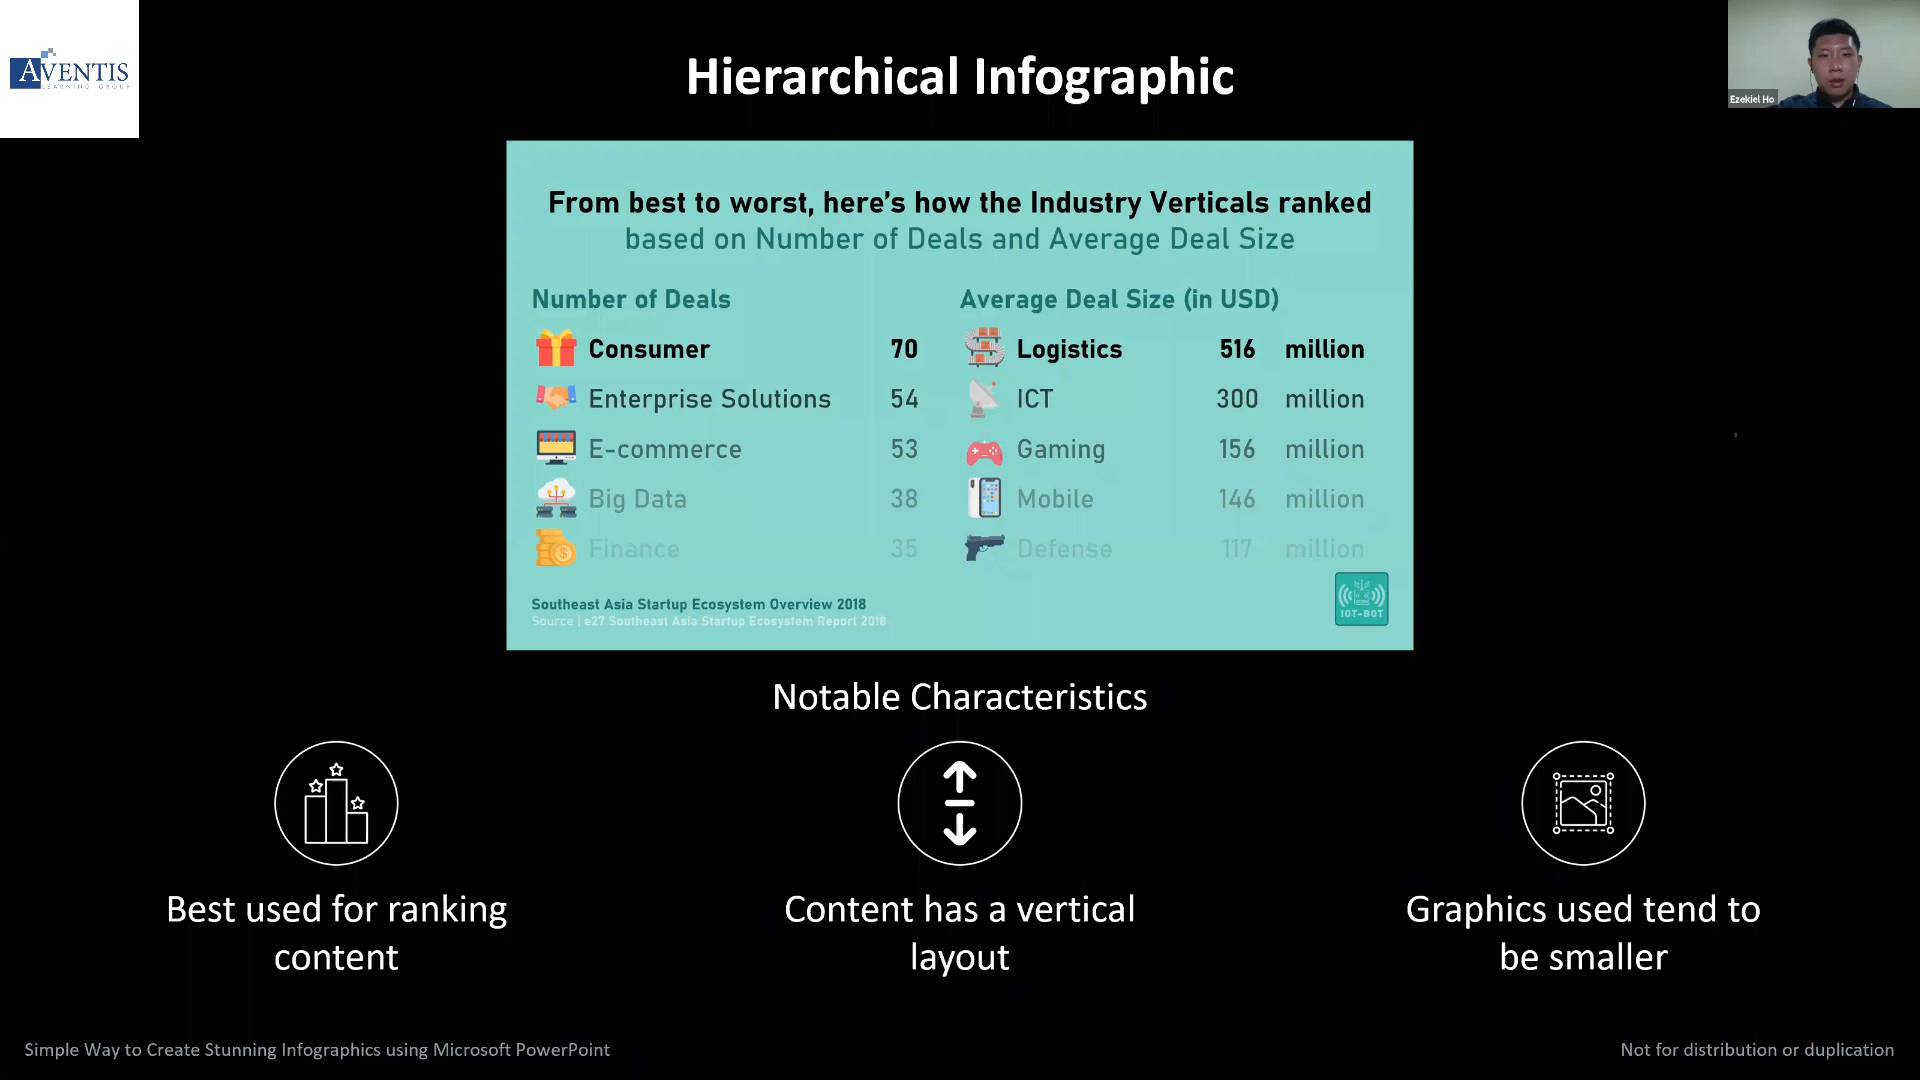 AVENTIS
LEARNING GROUP
Hierarchical Infographic
Ezekiel Ho
From best to worst, here's how the Industry Verticals ranked
based on Number of Deals and Average Deal Size
Number of Deals
Consumer 70
Enterprise Solutions 54
E-commerce 53
Big Data 38
Finance 35
Average Deal Size (in USD)
Logistics 516 million
ICT 300 million
Gaming 156 million
Mobile 146 million
Defense 117 million
Southeast Asia Startup Ecosystem Overview 2018
Source | e27 Southeast Asia Startup Ecosystem Report 2018
IOT-BOT
Notable Characteristics
Best used for ranking
content
Content has a vertical
layout
Graphics used tend to
be smaller
Simple Way to Create Stunning Infographics using Microsoft PowerPoint
Not for distribution or duplication